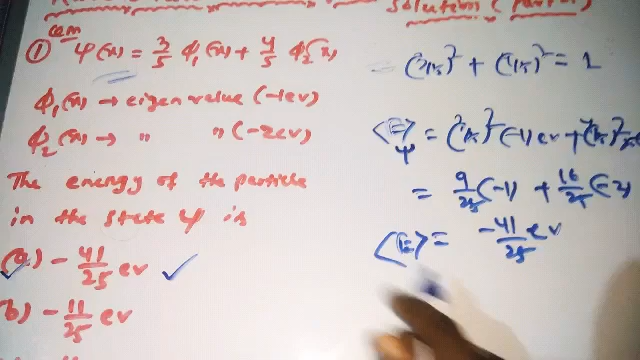 Solution (Part-1)
①
ψ(x) = 3/5 ϕ₁(x) + 4/5 ϕ₂(x)
ϕ₁(x) → eigen value (-1ev)
ϕ₂(x) → " " (-2ev)
The energy of the particle
in the state ψ is
(a) - 41/25 ev ✓
b) - 11/25 ev
= (3/5)² + (4/5)² = 1
⟨E⟩ψ = (3/5)² (-1) ev + (4/5)²
= 9/25 (-1) + 16/25 (-2)
⟨E⟩ = -41/25 ev